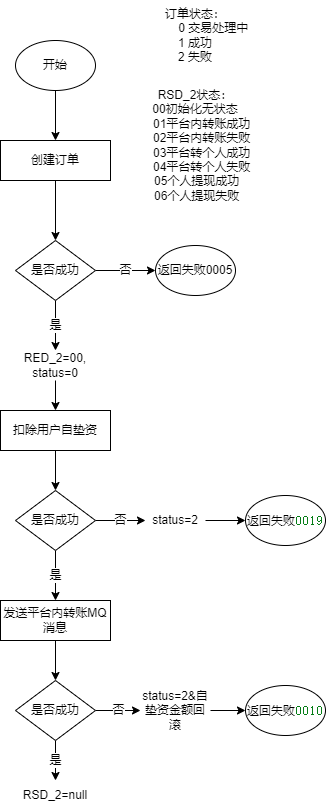 订单状态:
0 交易处理中
1 成功
2 失败
开始
RSD_2状态:
00初始化无状态
01平台内转账成功
02平台内转账失败
03平台转个人成功
04平台转个人失败
05个人提现成功
06个人提现失败
创建订单
是否成功
否
返回失败0005
是
RED_2=00,
status=0
扣除用户自垫资
是否成功
否
status=2
返回失败0019
是
发送平台内转账MQ
消息
是否成功
否
status=2&自
垫资金额回
滚
返回失败0010
是
RSD_2=null